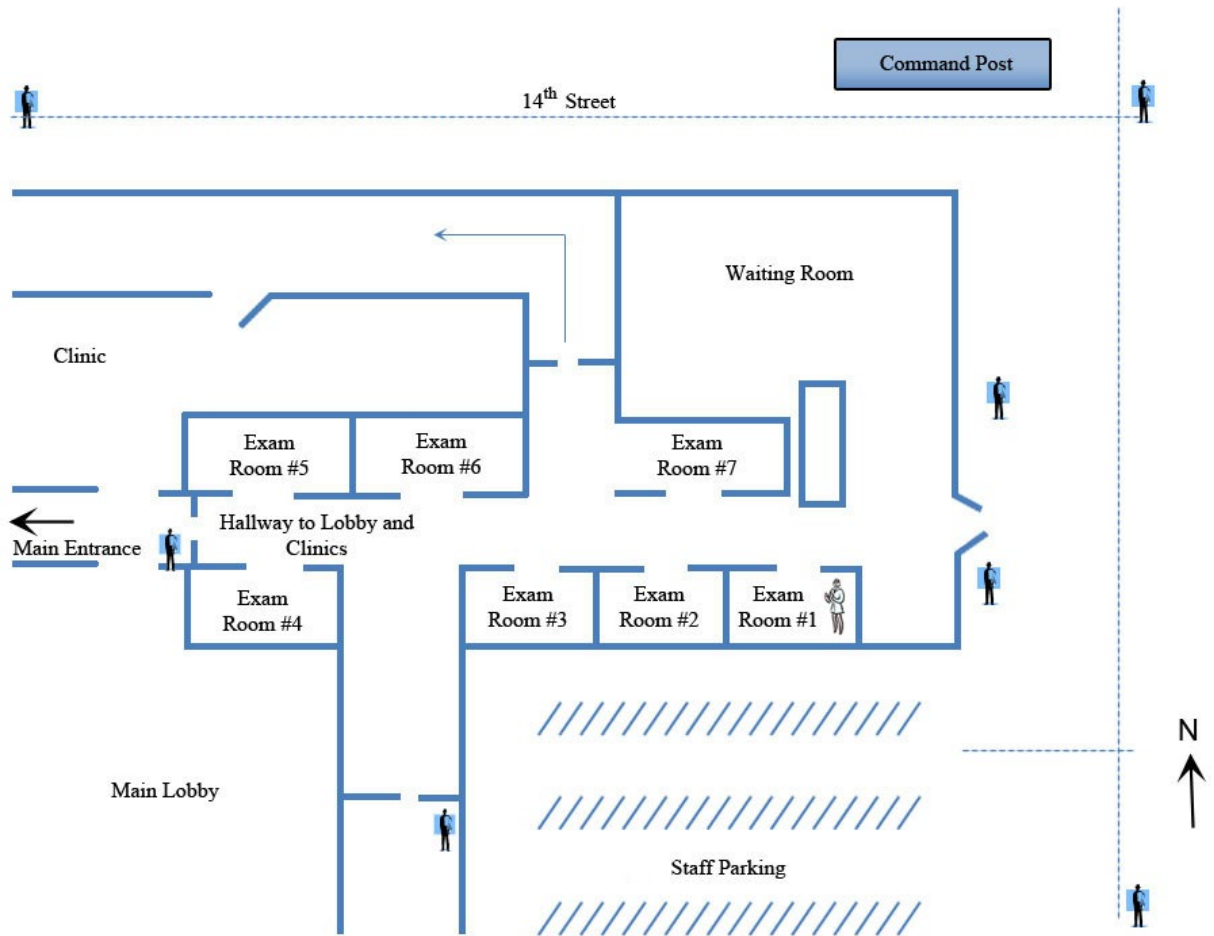 Command Post
14th Street
Waiting Room
Clinic
Exam
Room #5
Exam
Room #6
Exam
Room #7
Hallway to Lobby and
Clinics
Main Entrance
Exam
Room #4
Exam
Room #3
Exam
Room #2
Exam
Room #1
N
Main Lobby
Staff Parking